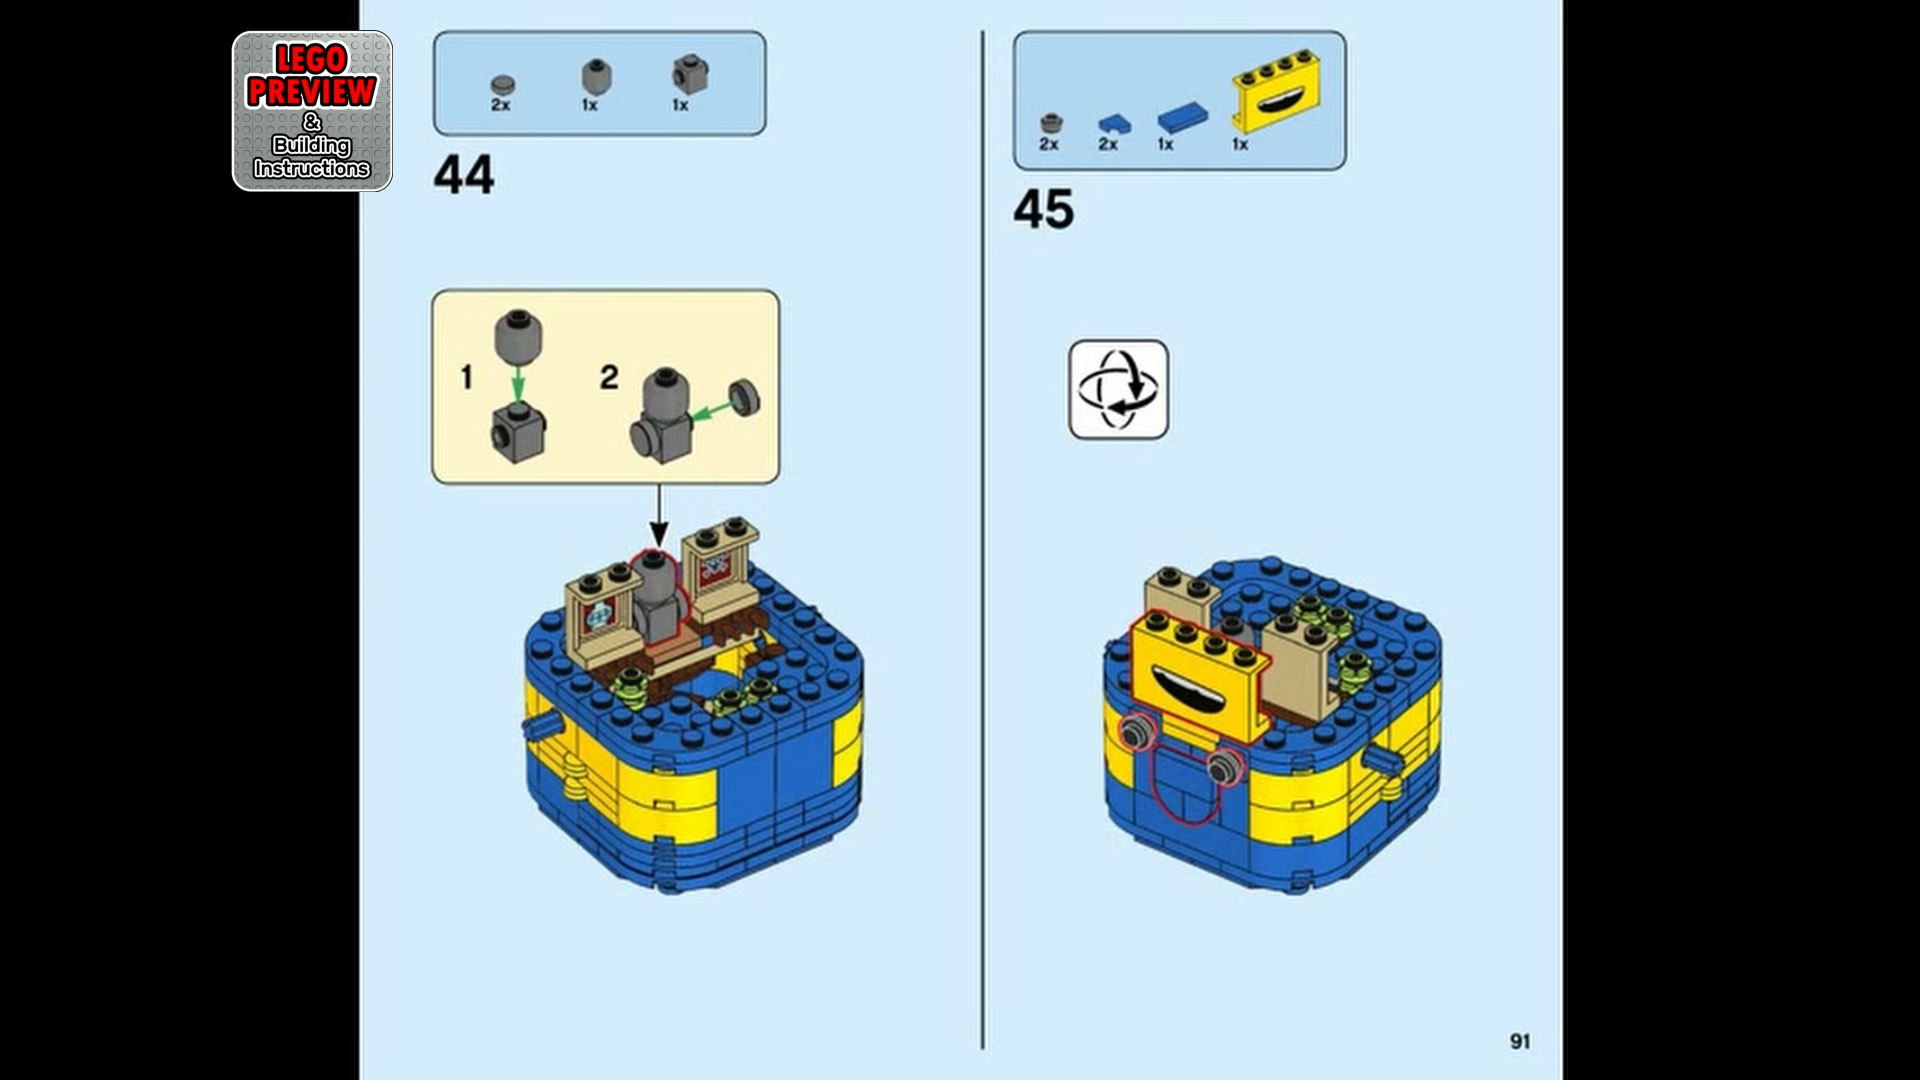 LEGO
PREVIEW
&
Building
Instructions
2x 1x 1x
44
1 2
2x 2x 1x 1x
45
91